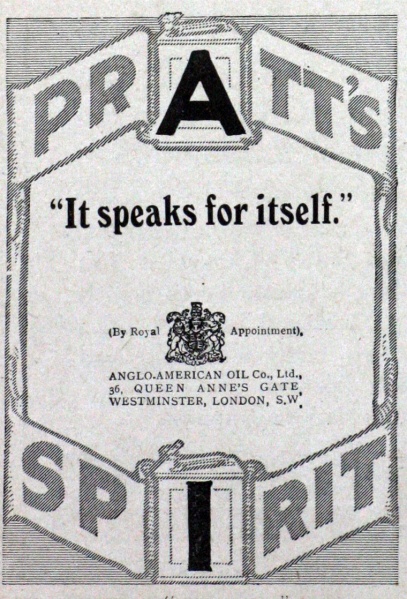 PRATT'S
"It speaks for itself."
(By Royal Appointment).
ANGLO-AMERICAN OIL Co., Ltd.,
36, QUEEN ANNE'S GATE
WESTMINSTER, LONDON, S.W.
SPIRIT